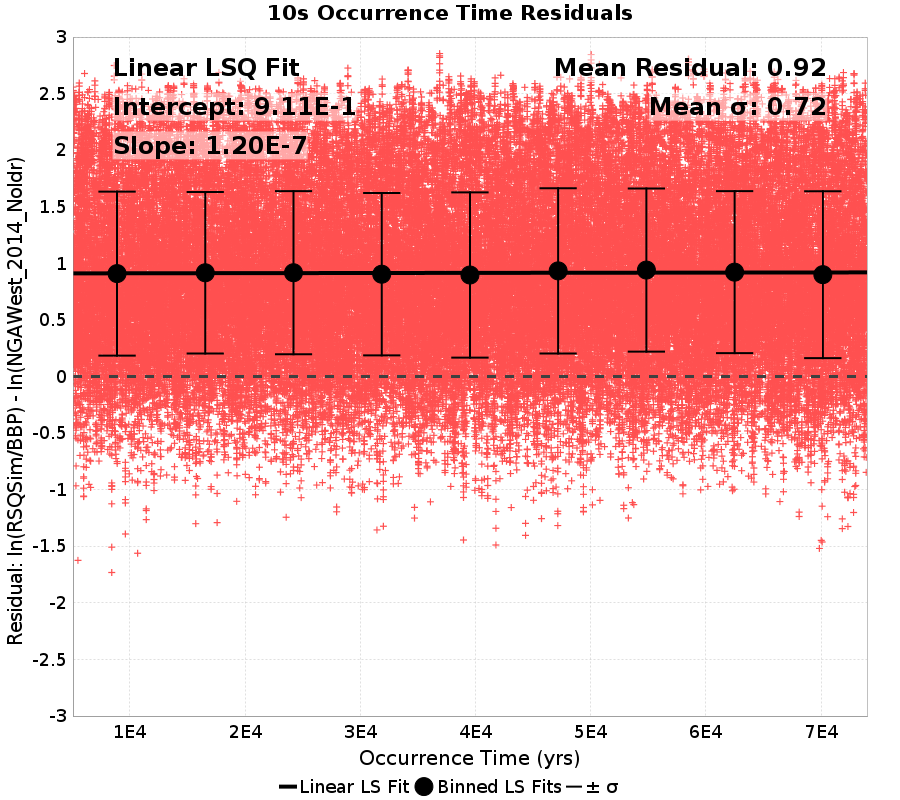 10s Occurrence Time Residuals
Linear LSQ Fit
Intercept: 9.11E-1
Slope: 1.20E-7
Mean Residual: 0.92
Mean σ: 0.72
Residual: ln(RSQSim/BBP) - ln(NGAWest_2014_NoIdr)
3
2.5
2
1.5
1
0.5
0
-0.5
-1
-1.5
-2
-2.5
-3
1E4 2E4 3E4 4E4 5E4 6E4 7E4
Occurrence Time (yrs)
Linear LS Fit Binned LS Fits ± σ